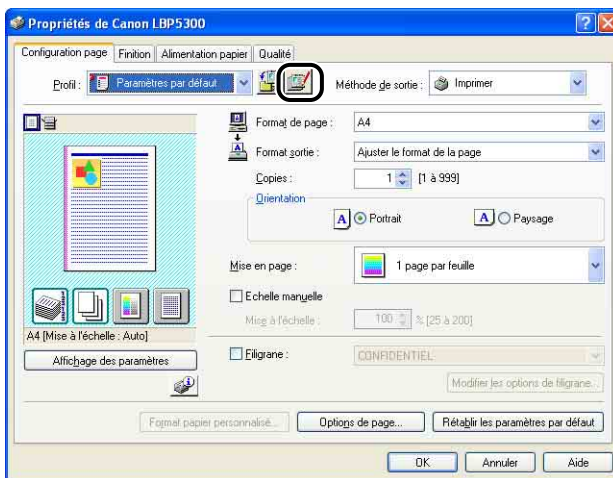 Propriétés de Canon LBP5300
Configuration page Finition Alimentation papier Qualité
Profil : Paramètres par défaut Méthode de sortie : Imprimer
Format de page : A4
Format sortie : Ajuster le format de la page
Copies : 1 [1 à 999]
Orientation
A Portrait A Paysage
Mise en page : 1 page par feuille
Echelle manuelle
Mise à l'échelle : 100 % [25 à 200]
A4 [Mise à l'échelle : Auto]
Affichage des paramètres
Filigrane : CONFIDENTIEL
Modifier les options de filigrane...
Format papier personnalisé... Options de page... Rétablir les paramètres par défaut
OK Annuler Aide